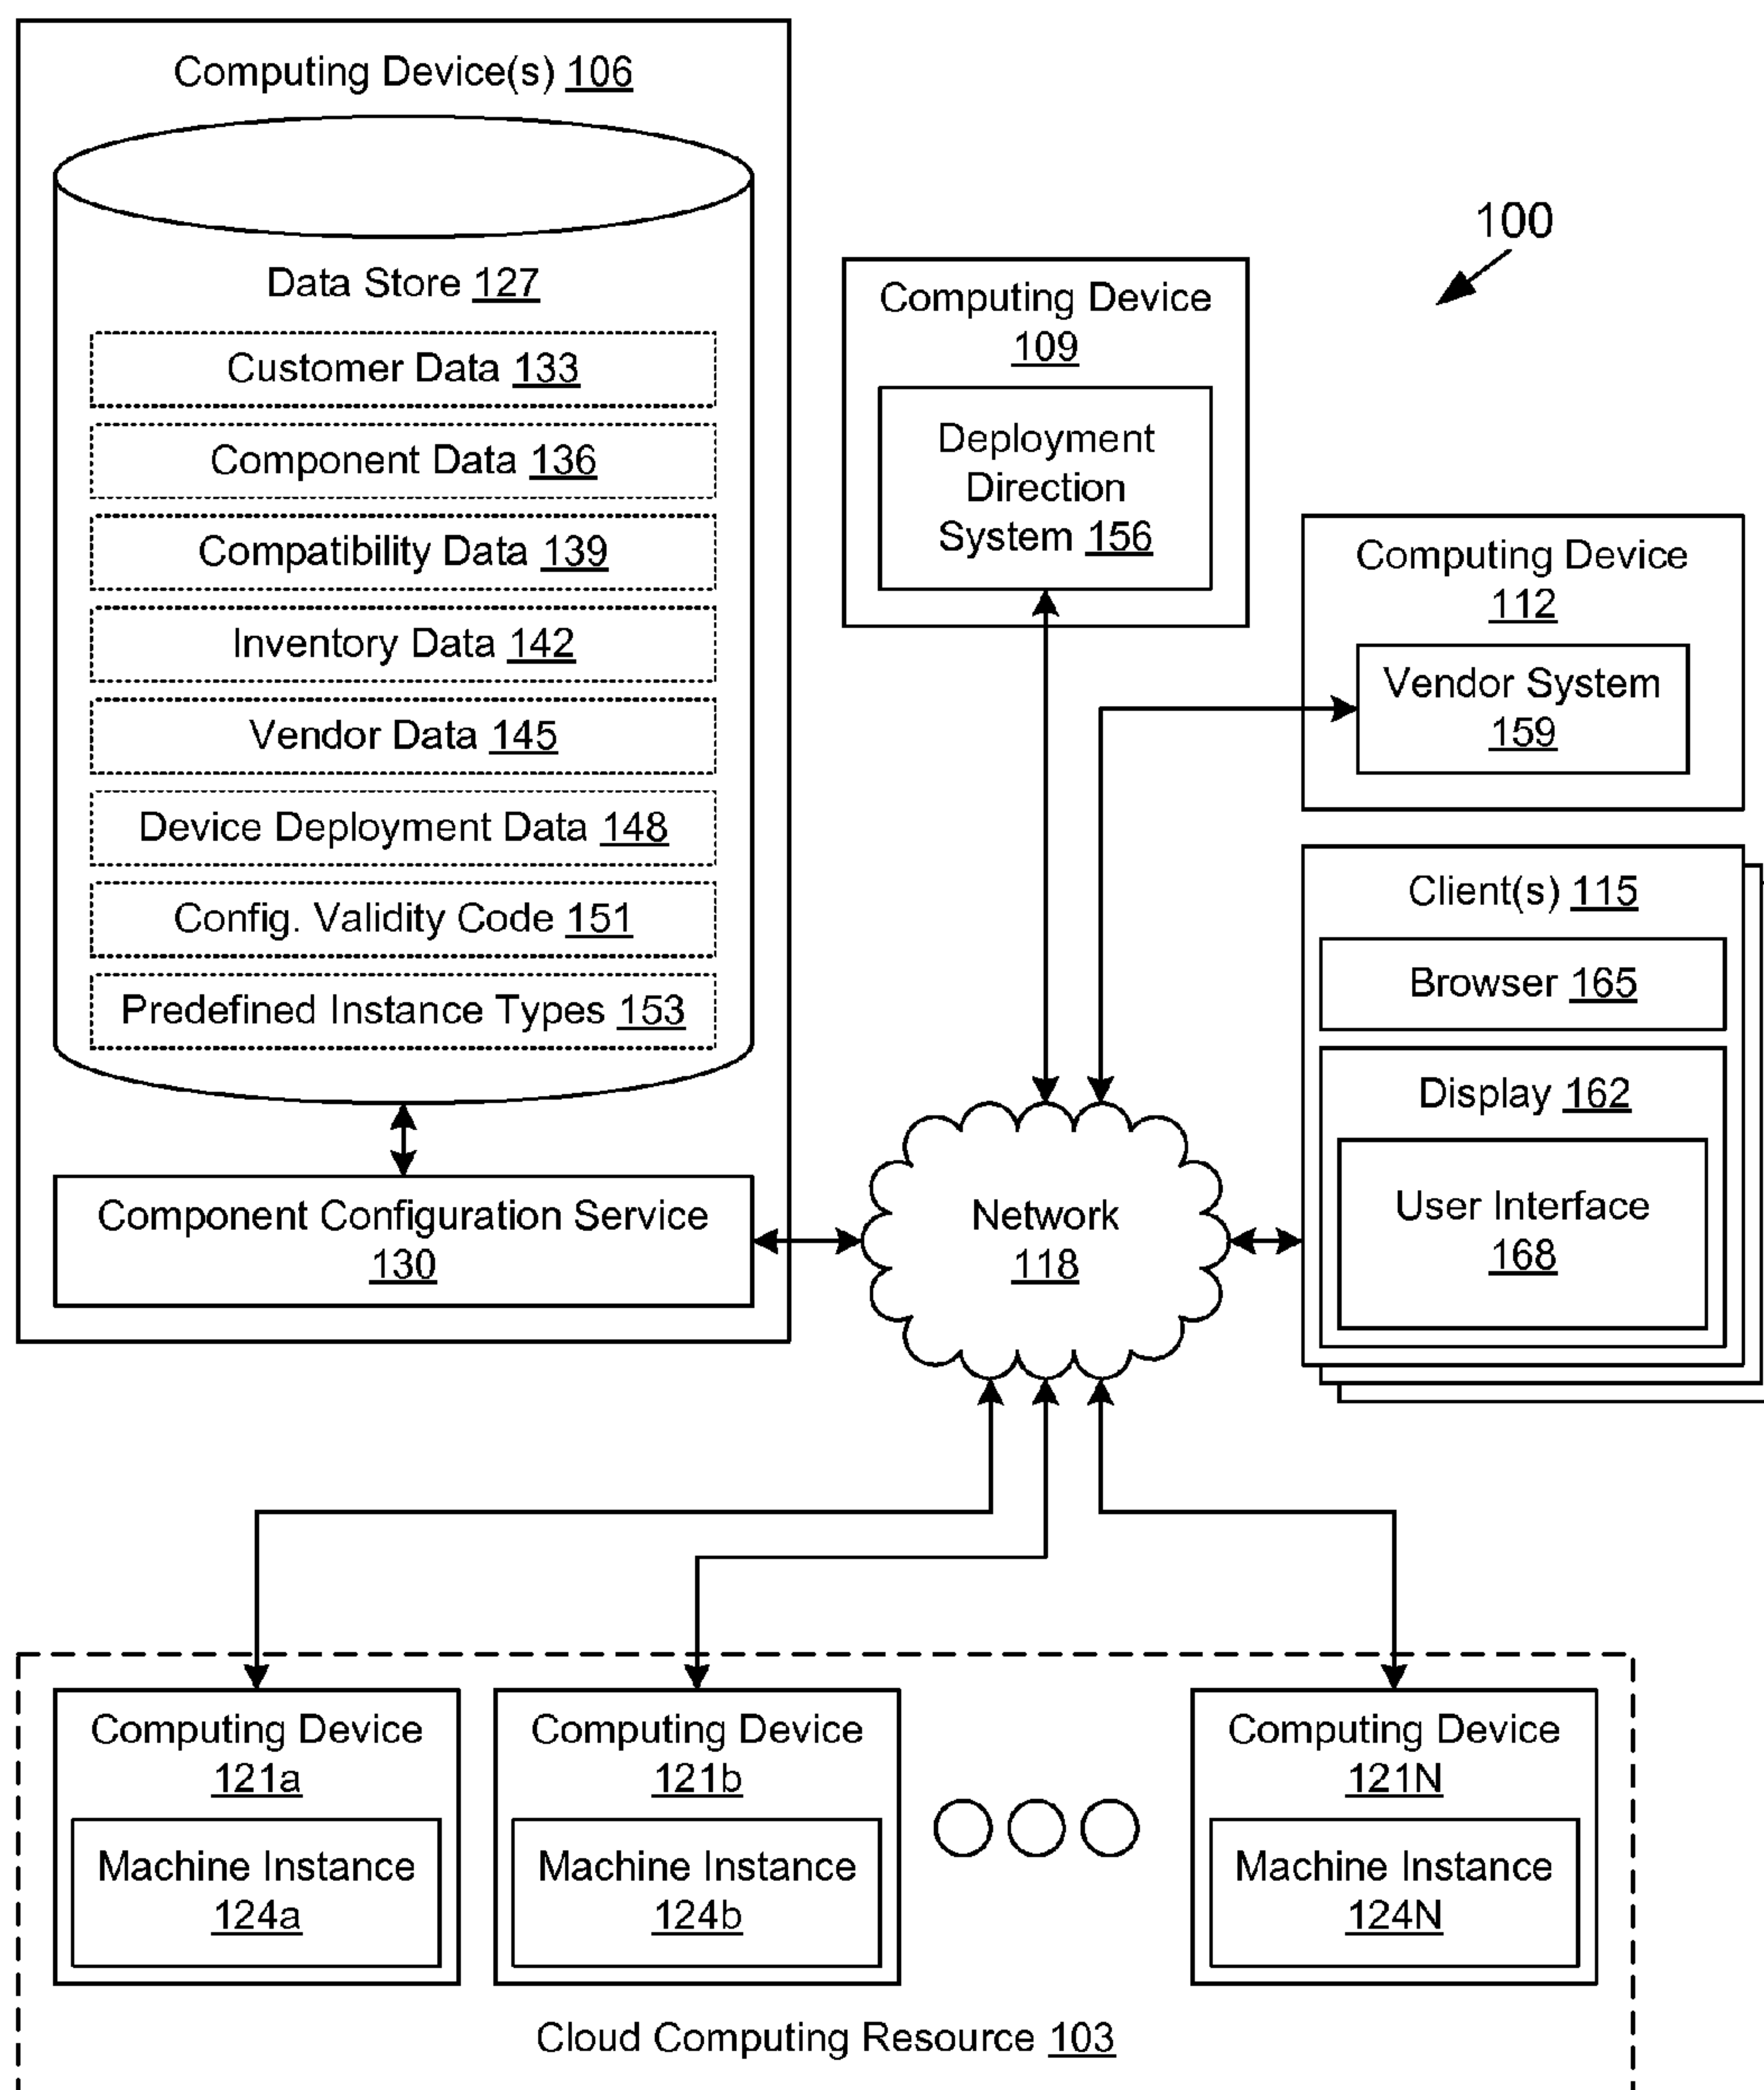 Computing Device(s) 106
Data Store 127
Customer Data 133
Component Data 136
Compatibility Data 139
Inventory Data 142
Vendor Data 145
Device Deployment Data 148
Config. Validity Code 151
Predefined Instance Types 153
Component Configuration Service
130
100
Computing Device
109
Deployment
Direction
System 156
Computing Device
112
Vendor System
159
Client(s) 115
Browser 165
Display 162
User Interface
168
Network
118
Computing Device
121a
Machine Instance
124a
Computing Device
121b
Machine Instance
124b
Computing Device
121N
Machine Instance
124N
Cloud Computing Resource 103